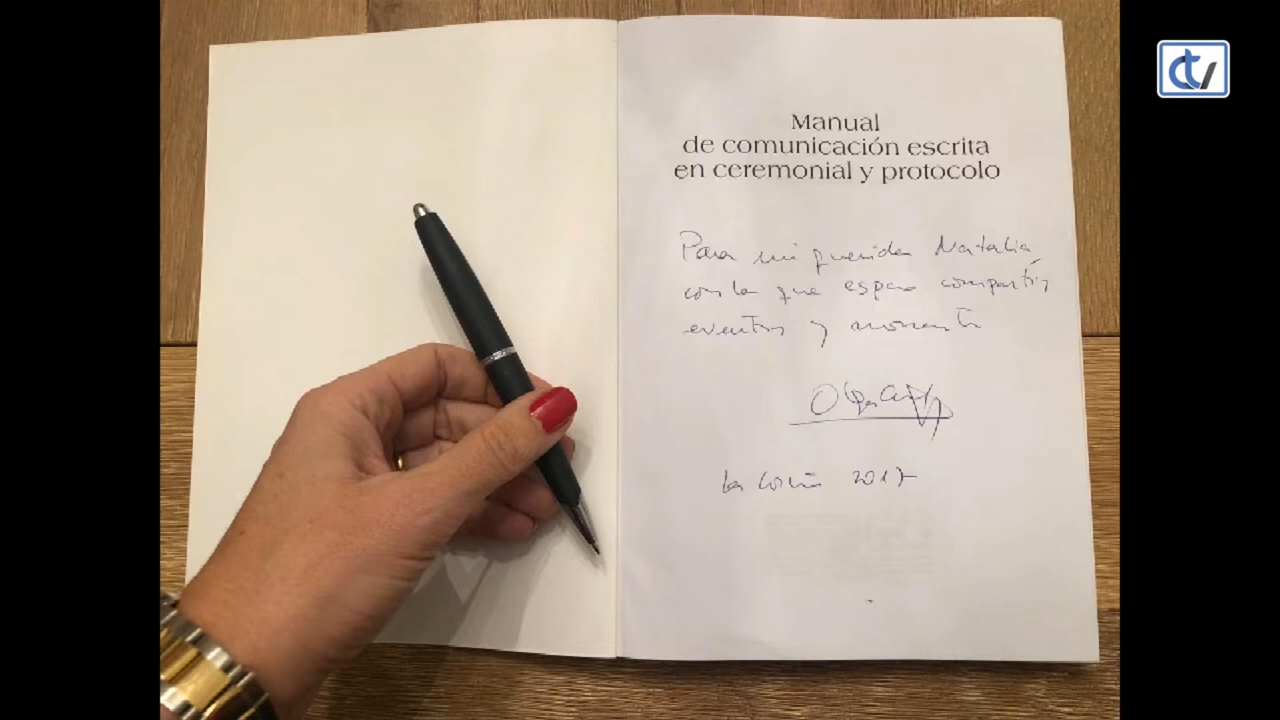 Manual
de comunicación escrita
en ceremonial y protocolo
Para mi querida Natalia
con la que espero compartir
eventos y momentos
La Coruña 2017